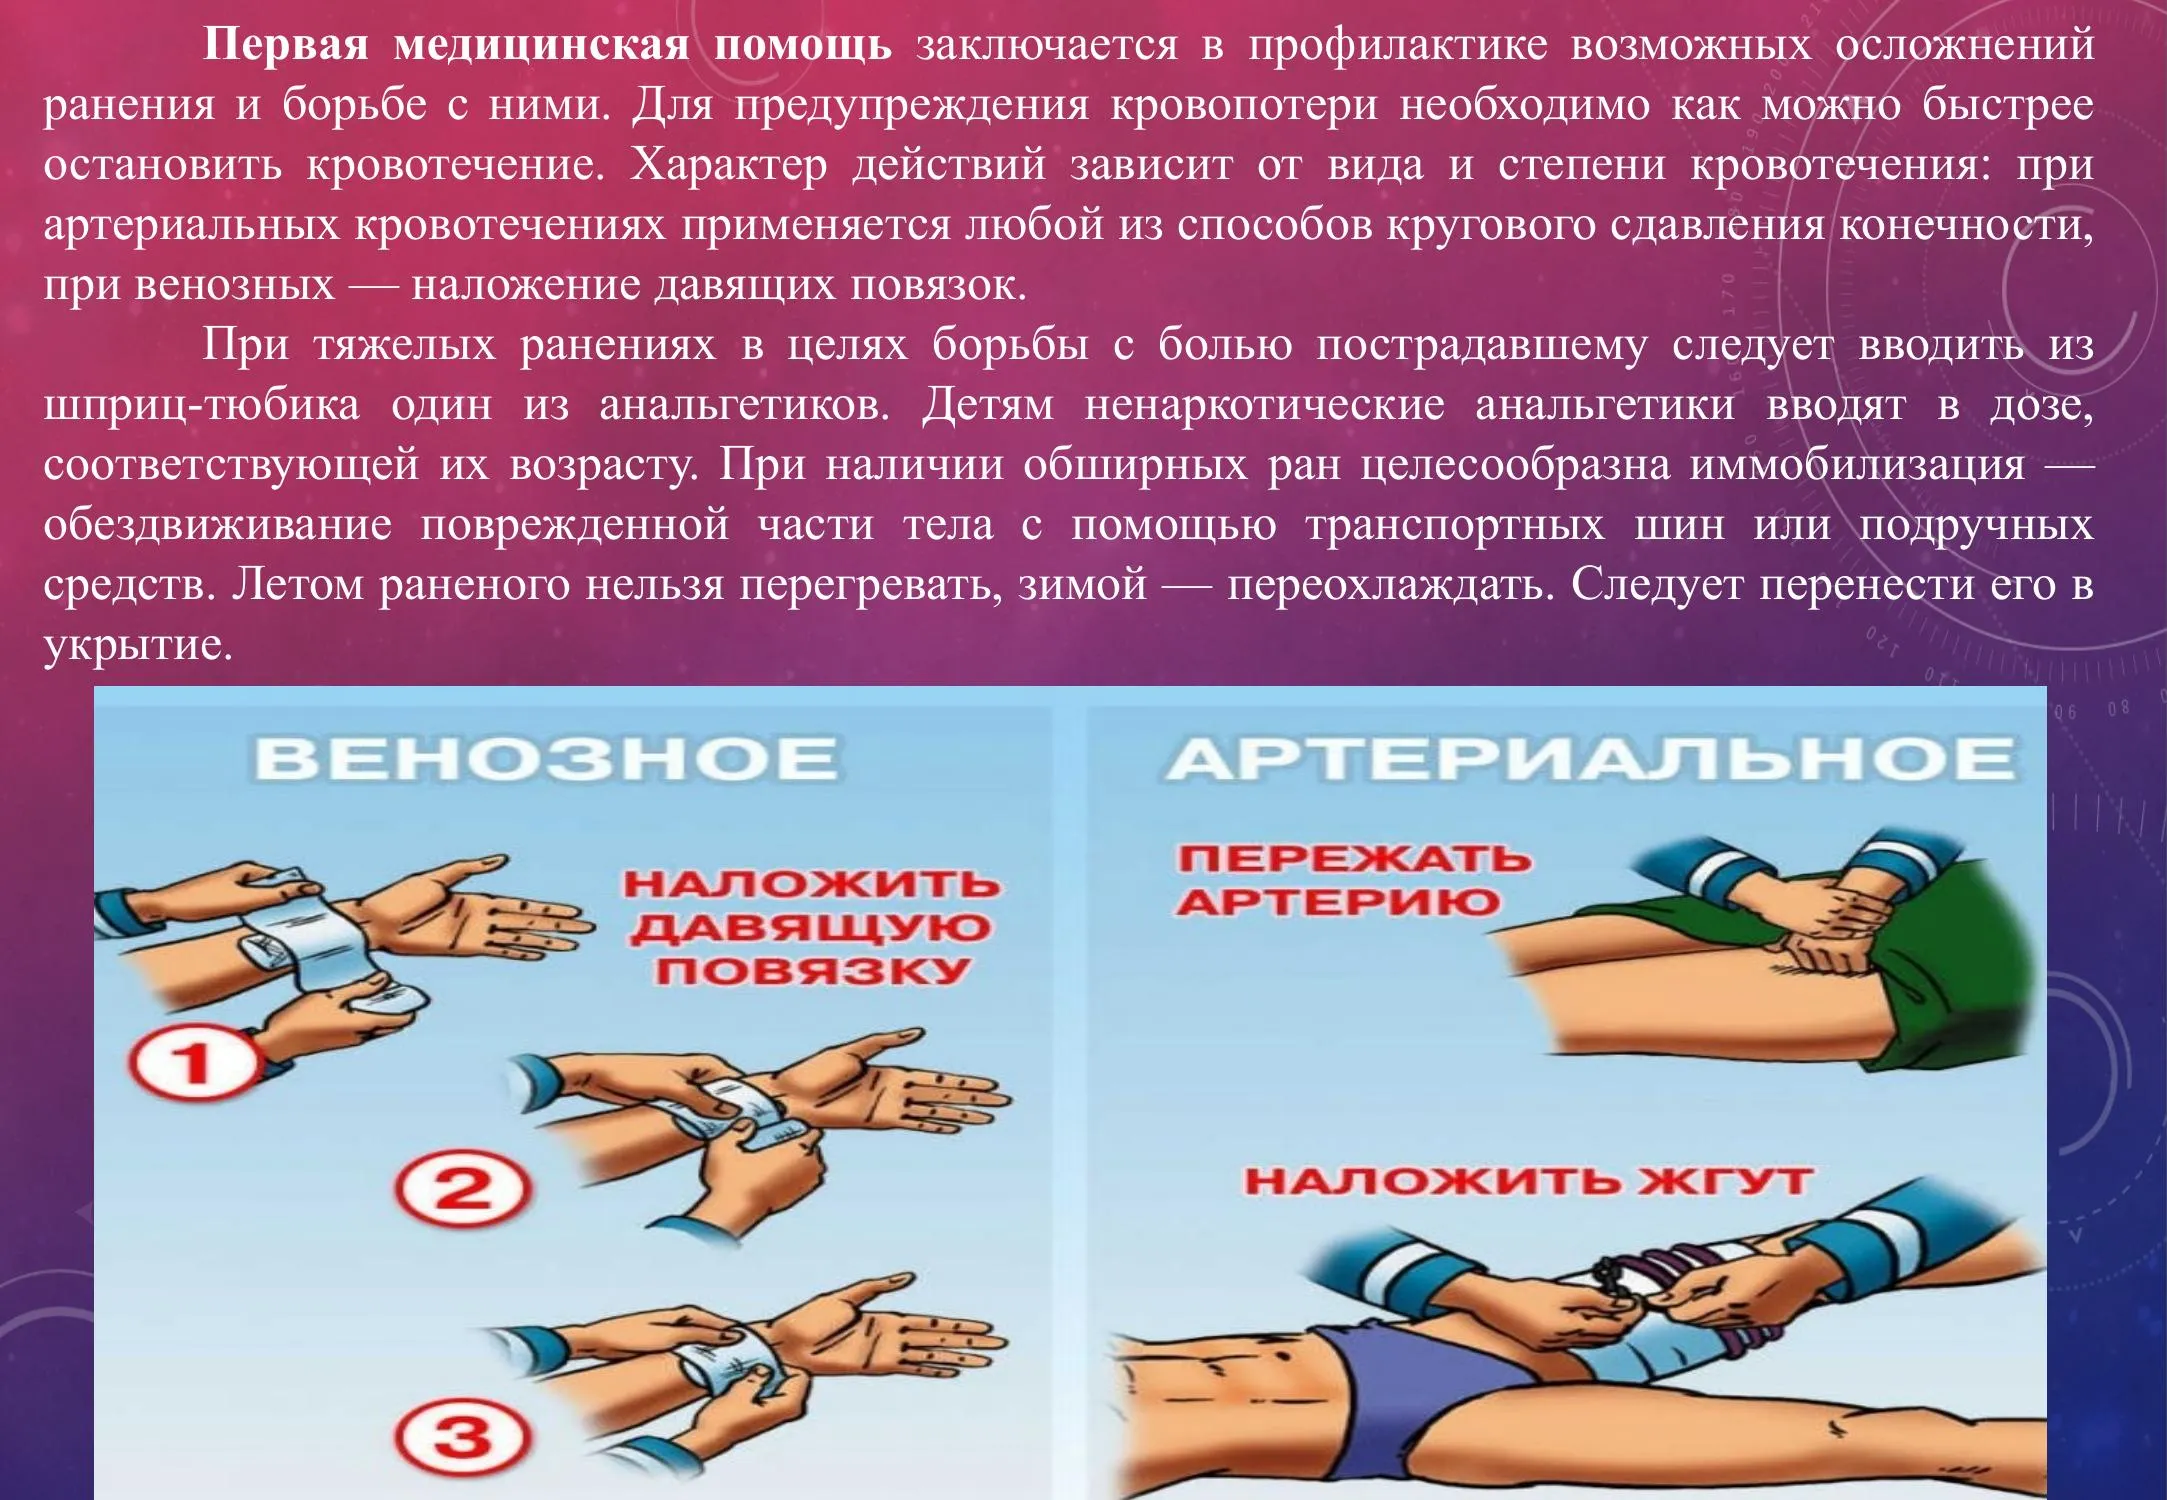 Первая медицинская помощь заключается в профилактике возможных осложнений
ранения и борьбе с ними. Для предупреждения кровопотери необходимо как можно быстрее
остановить кровотечение. Характер действий зависит от вида и степени кровотечения: при
артериальных кровотечениях применяется любой из способов кругового сдавления конечности,
при венозных — наложение давящих повязок.
При тяжелых ранениях в целях борьбы с болью пострадавшему следует вводить из
шприц-тюбика один из анальгетиков. Детям ненаркотические анальгетики вводят в дозе,
соответствующей их возрасту. При наличии обширных ран целесообразна иммобилизация —
обездвиживание поврежденной части тела с помощью транспортных шин или подручных
средств. Летом раненого нельзя перегревать, зимой — переохлаждать. Следует перенести его в
укрытие.
ВЕНОЗНОЕ
НАЛОЖИТЬ
ДАВЯЩУЮ
ПОВЯЗКУ
1
2
3
АРТЕРИАЛЬНОЕ
ПЕРЕЖАТЬ
АРТЕРИЮ
НАЛОЖИТЬ ЖГУТ